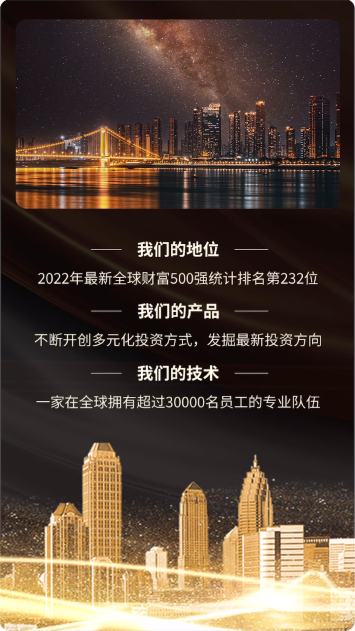 我们的地位
2022年最新全球财富500强统计排名第232位
我们的产品
不断开创多元化投资方式，发掘最新投资方向
我们的技术
一家在全球拥有超过30000名员工的专业队伍